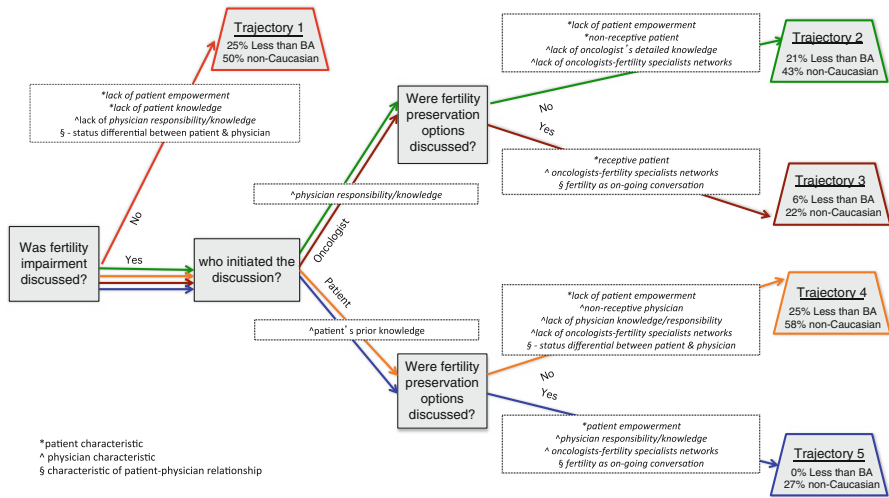 Trajectory 1
25% Less than BA
50% non-Caucasian
*lack of patient empowerment
*lack of patient knowledge
^lack of physician responsibility/knowledge
§ - status differential between patient & physician
No
Was fertility
impairment
discussed?
Yes
who initiated the
discussion?
^physician responsibility/knowledge
Oncologist
Patient
^patient's prior knowledge
Were fertility
preservation
options
discussed?
*lack of patient empowerment
*non-receptive patient
^lack of oncologist's detailed knowledge
^lack of oncologists-fertility specialists networks
No
Trajectory 2
21% Less than BA
43% non-Caucasian
Yes
*receptive patient
^ oncologists-fertility specialists networks
§ fertility as on-going conversation
Trajectory 3
6% Less than BA
22% non-Caucasian
Were fertility
preservation
options
discussed?
*lack of patient empowerment
^non-receptive physician
^lack of physician knowledge/responsibility
^lack of oncologists-fertility specialists networks
§ - status differential between patient & physician
No
Trajectory 4
25% Less than BA
58% non-Caucasian
Yes
*patient empowerment
^physician responsibility/knowledge
^ oncologists-fertility specialists networks
§ fertility as on-going conversation
Trajectory 5
0% Less than BA
27% non-Caucasian
*patient characteristic
^ physician characteristic
§ characteristic of patient-physician relationship